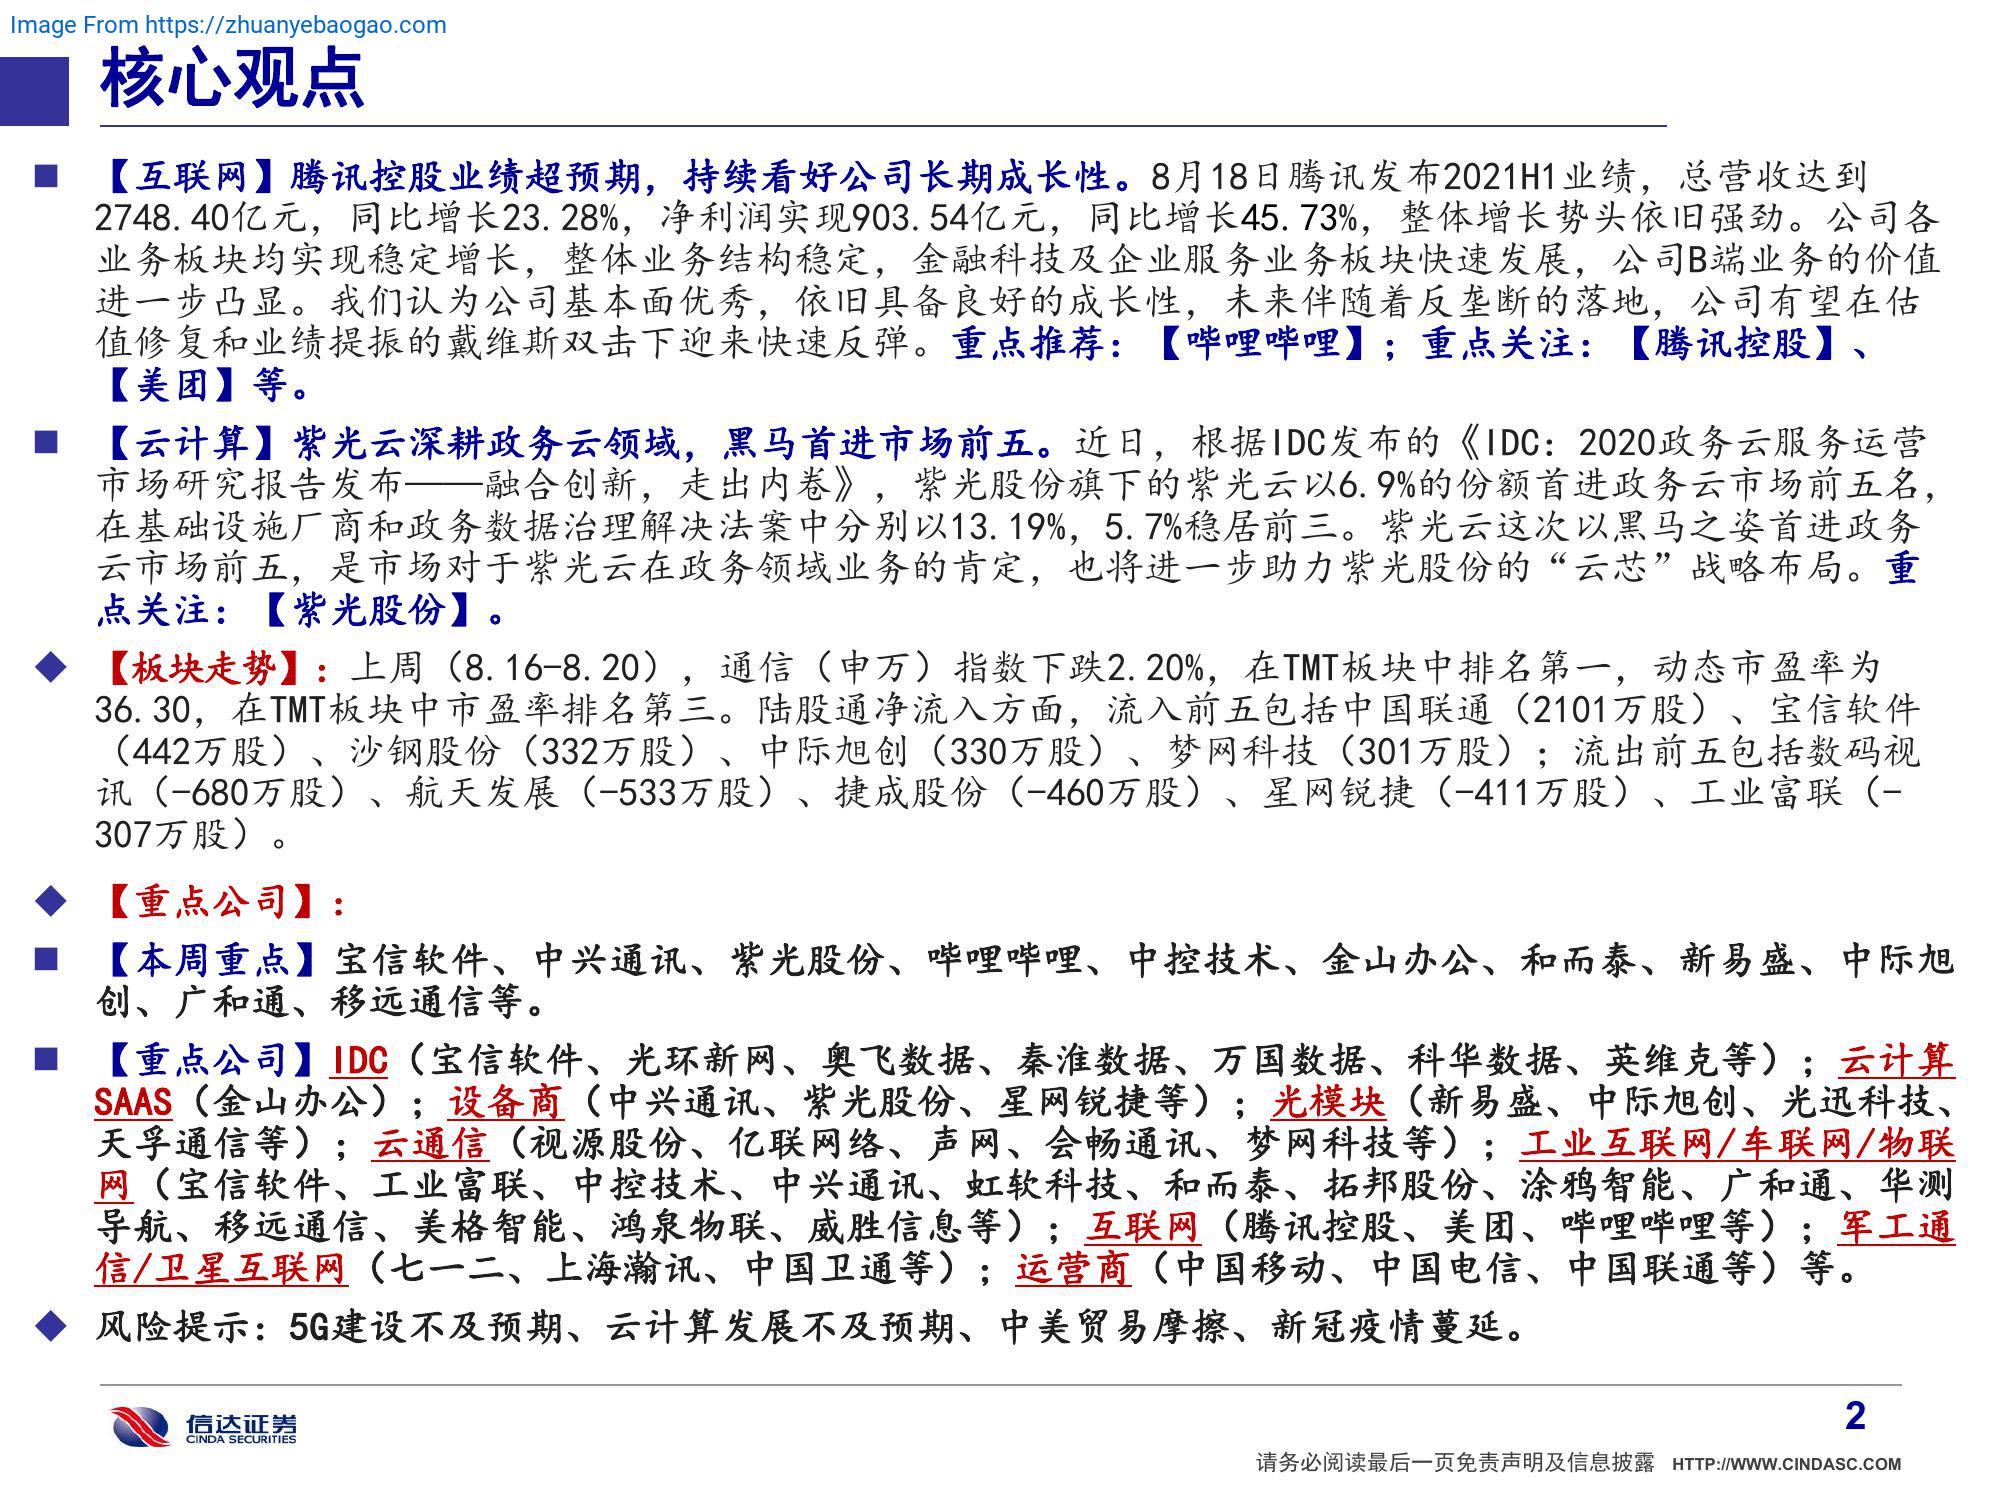 Image From https://zhuanyebaogao.com
核心观点
【互联网】腾讯控股业绩超预期，持续看好公司长期成长性。8月18日腾讯发布2021H1业绩，总营收达到
2748.40亿元，同比增长23.28%，净利润实现903.54亿元，同比增长45.73%，整体增长势头依旧强劲。公司各
业务板块均实现稳定增长，整体业务结构稳定，金融科技及企业服务业务板块快速发展，公司B端业务的价值
进一步凸显。我们认为公司基本面优秀，依旧具备良好的成长性，未来伴随着反垄断的落地，公司有望在估
值修复和业绩提振的戴维斯双击下迎来快速反弹。重点推荐：【哔哩哔哩】；重点关注：【腾讯控股】、
【美团】等。
【云计算】紫光云深耕政务云领域，黑马首进市场前五。近日，根据IDC发布的《IDC：2020政务云服务运营
市场研究报告发布——融合创新，走出内卷》，紫光股份旗下的紫光云以6.9%的份额首进政务云市场前五名，
在基础设施厂商和政务数据治理解决法案中分别以13.19%，5.7%稳居前三。紫光云这次以黑马之姿首进政务
云市场前五，是市场对于紫光云在政务领域业务的肯定，也将进一步助力紫光股份的“云芯”战略布局。重
点关注：【紫光股份】。
【板块走势】：上周（8.16-8.20），通信（申万）指数下跌2.20%，在TMT板块中排名第一，动态市盈率为
36.30，在TMT板块中市盈率排名第三。陆股通净流入方面，流入前五包括中国联通（2101万股）、宝信软件
（442万股）、沙钢股份（332万股）、中际旭创（330万股）、梦网科技（301万股）；流出前五包括数码视
讯（-680万股）、航天发展（-533万股）、捷成股份（-460万股）、星网锐捷（-411万股）、工业富联（-
307万股）。
【重点公司】：
【本周重点】宝信软件、中兴通讯、紫光股份、哔哩哔哩、中控技术、金山办公、和而泰、新易盛、中际旭
创、广和通、移远通信等。
【重点公司】IDC（宝信软件、光环新网、奥飞数据、秦淮数据、万国数据、科华数据、英维克等）；云计算
SAAS（金山办公）；设备商（中兴通讯、紫光股份、星网锐捷等）；光模块（新易盛、中际旭创、光迅科技、
天孚通信等）；云通信（视源股份、亿联网络、声网、会畅通讯、梦网科技等）；工业互联网/车联网/物联
网（宝信软件、工业富联、中控技术、中兴通讯、虹软科技、和而泰、拓邦股份、涂鸦智能、广和通、华测
导航、移远通信、美格智能、鸿泉物联、威胜信息等）；互联网（腾讯控股、美团、哔哩哔哩等）；军工通
信/卫星互联网（七一二、上海瀚讯、中国卫通等）；运营商（中国移动、中国电信、中国联通等）等。
风险提示：5G建设不及预期、云计算发展不及预期、中美贸易摩擦、新冠疫情蔓延。
信达证券
CINDA SECURITIES
2
请务必阅读最后一页免责声明及信息披露 HTTP://WWW.CINDASC.COM